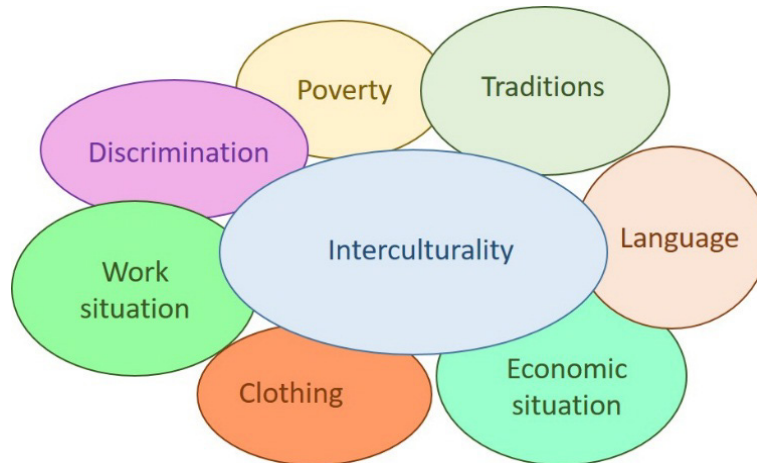 Poverty
Traditions
Discrimination
Interculturality
Language
Work
situation
Clothing
Economic
situation